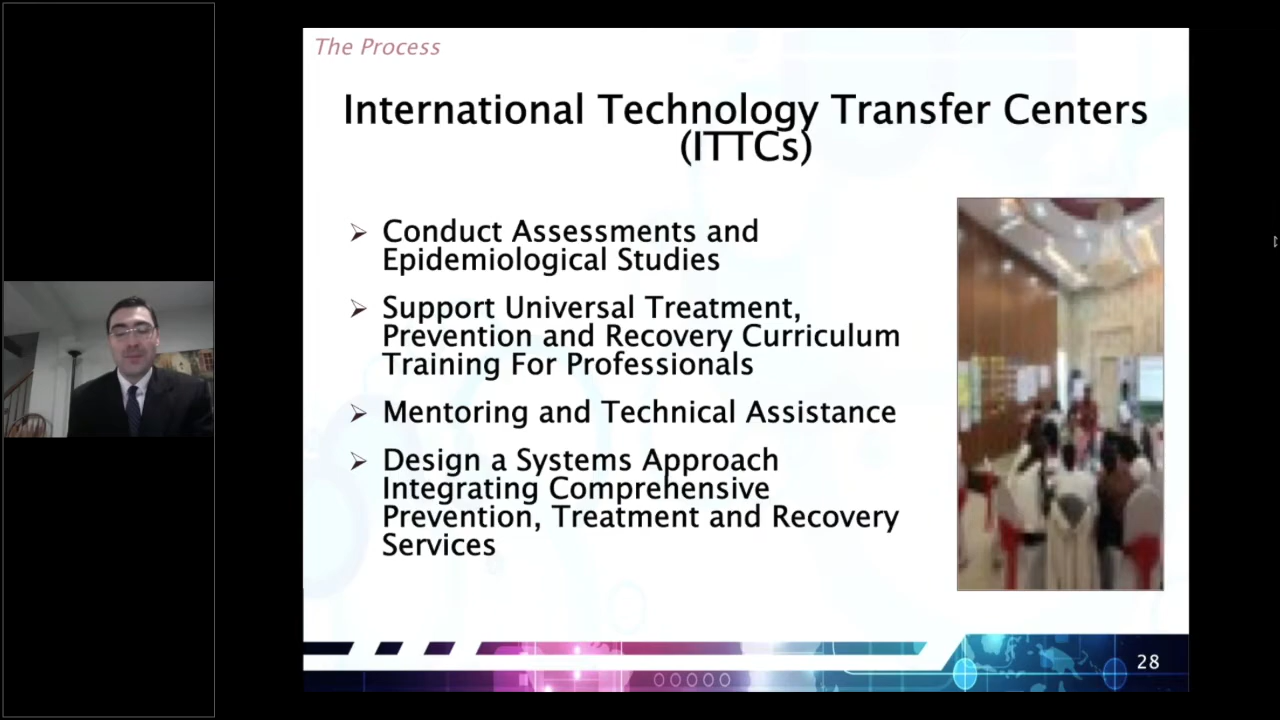 The Process
International Technology Transfer Centers
(ITTCs)
Conduct Assessments and
Epidemiological Studies
Support Universal Treatment,
Prevention and Recovery Curriculum
Training For Professionals
Mentoring and Technical Assistance
Design a Systems Approach
Integrating Comprehensive
Prevention, Treatment and Recovery
Services
28